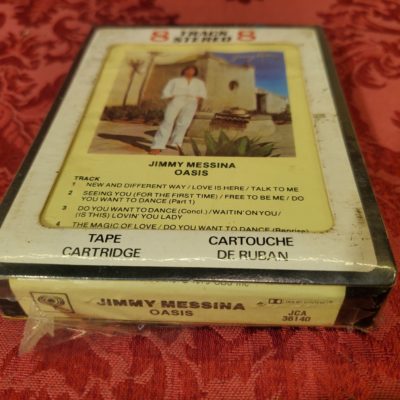 8 TRACK STEREO 8
JIMMY MESSINA
OASIS
TRACK
1 NEW AND DIFFERENT WAY / LOVE IS HERE / TALK TO ME
2 SEEING YOU (FOR THE FIRST TIME) / FREE TO BE ME / DO
YOU WANT TO DANCE (Part 1)
3 DO YOU WANT TO DANCE (Concl.) / WAITIN' ON YOU /
(IS THIS) LOVIN' YOU LADY
4 THE MAGIC OF LOVE / DO YOU WANT TO DANCE (Reprise)
TAPE
CARTRIDGE
CARTOUCHE
DE RUBAN
JIMMY MESSINA
OASIS
JCA
36140